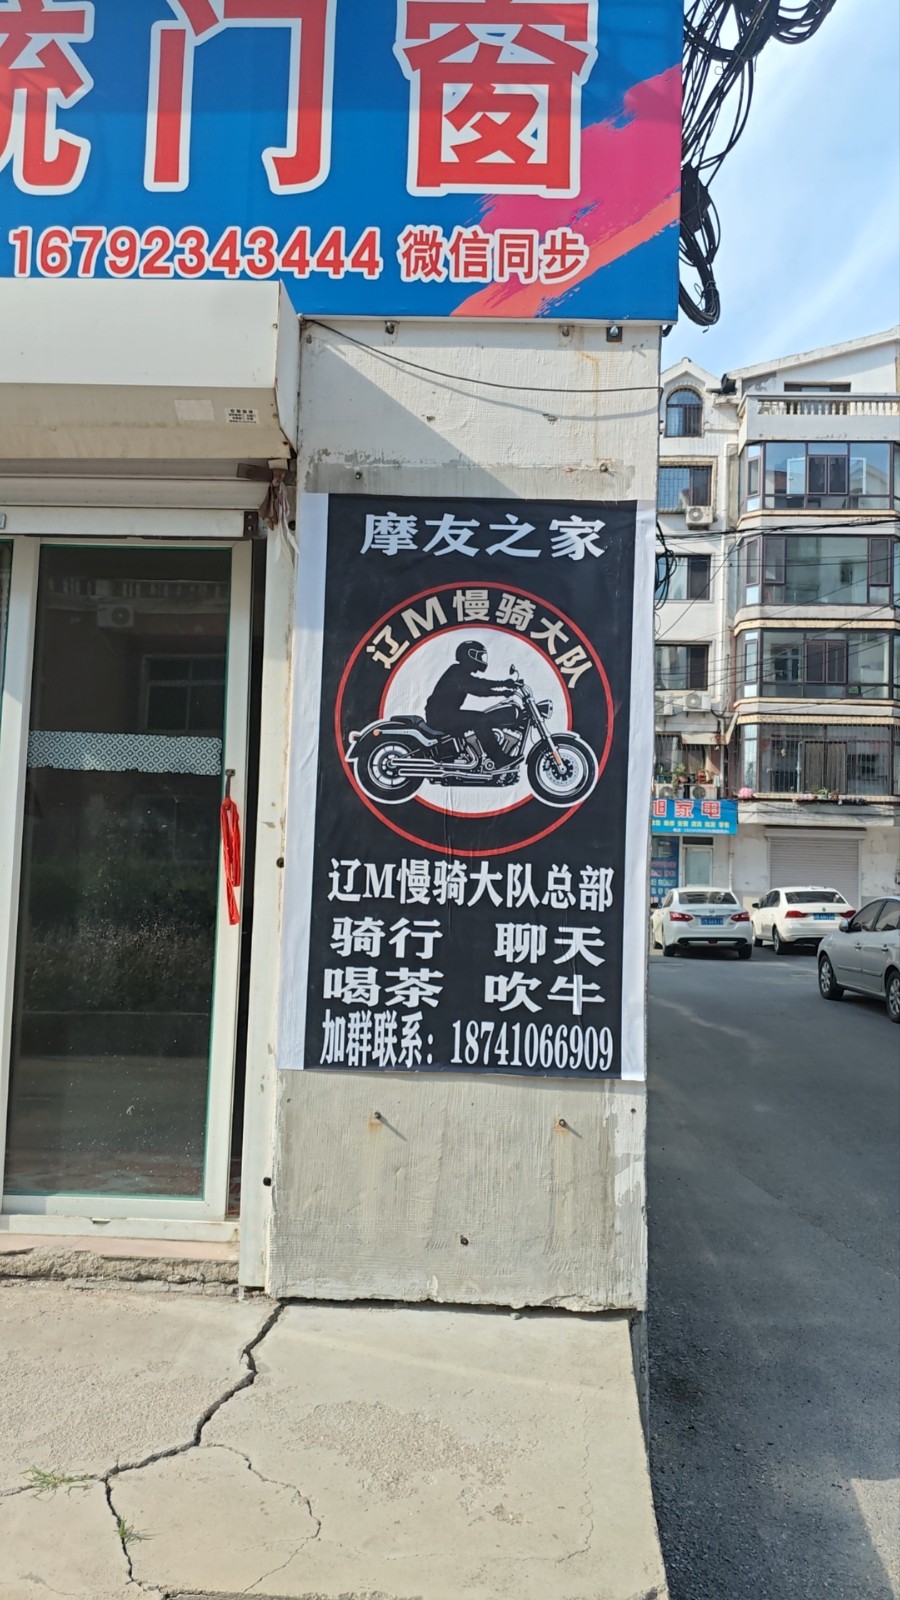 门窗
16792343444 微信同步
摩友之家
辽M慢骑大队
辽M慢骑大队总部
骑行 聊天
喝茶 吹牛
加群联系：18741066909
家电